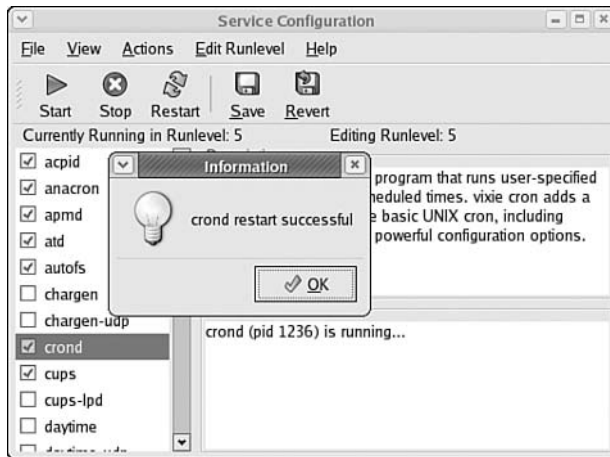 Service Configuration
File View Actions Edit Runlevel Help
Start Stop Restart Save Revert
Currently Running in Runlevel: 5 Editing Runlevel: 5
acpid
anacron
apmd
atd
autofs
chargen
chargen-udp
crond
cups
cups-lpd
daytime
Information
crond restart successful
OK
program that runs user-specified
times. vixie cron adds a
basic UNIX cron, including
powerful configuration options.
crond (pid 1236) is running...